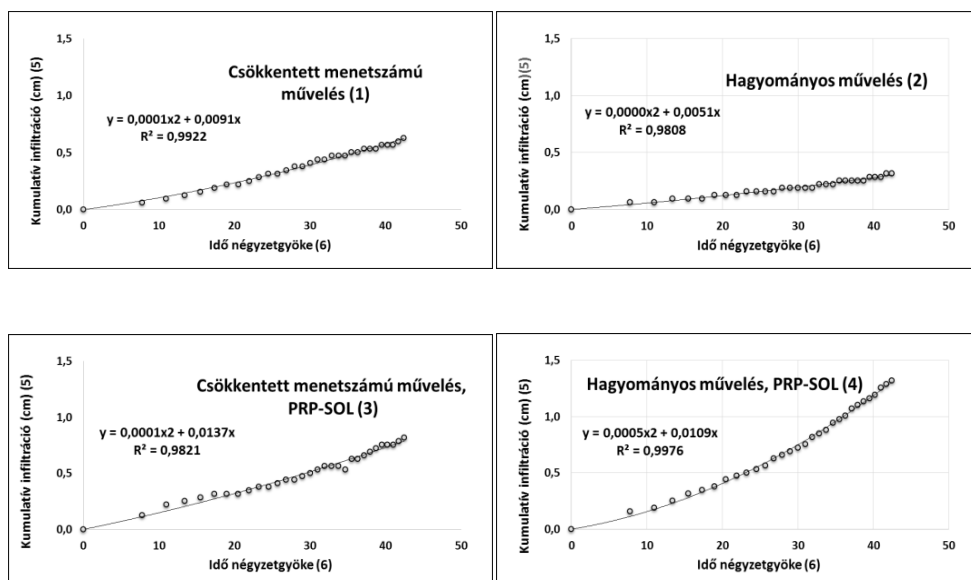 1,5
1,0
0,5
0,0
Kumulatív infiltráció (cm) (5)
Csökkentett menetszámú
művelés (1)
y = 0,0001x2 + 0,0091x
R² = 0,9922
0 10 20 30 40 50
Idő négyzetgyöke (6)
1,5
1,0
0,5
0,0
Kumulatív infiltráció (cm)(5)
Hagyományos művelés (2)
y = 0,0000x2 + 0,0051x
R² = 0,9808
0 10 20 30 40 50
Idő négyzetgyöke (6)
1,5
1,0
0,5
0,0
Kumulatív infiltráció (cm) (5)
Csökkentett menetszámú művelés,
PRP-SOL (3)
y = 0,0001x2 + 0,0137x
R² = 0,9821
0 10 20 30 40 50
Idő négyzetgyöke (6)
1,5
1,0
0,5
0,0
Kumulatív infiltráció (cm) (5)
Hagyományos művelés, PRP-SOL (4)
y = 0,0005x2 + 0,0109x
R² = 0,9976
0 10 20 30 40 50
Idő négyzetgyöke (6)